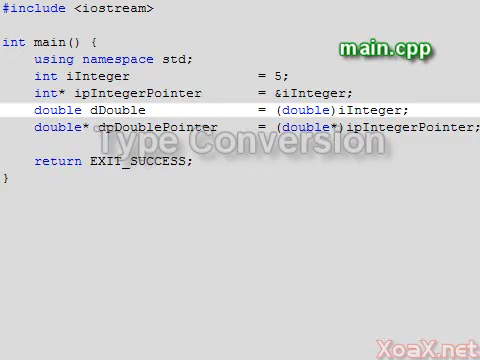 #include <iostream>
int main() {
main.cpp
using namespace std;
int iInteger = 5;
int* ipIntegerPointer = &iInteger;
double dDouble = (double)iInteger;
double* dpDoublePointer = (double*)ipIntegerPointer;
Type Conversion
return EXIT_SUCCESS;
}
XoaX.net